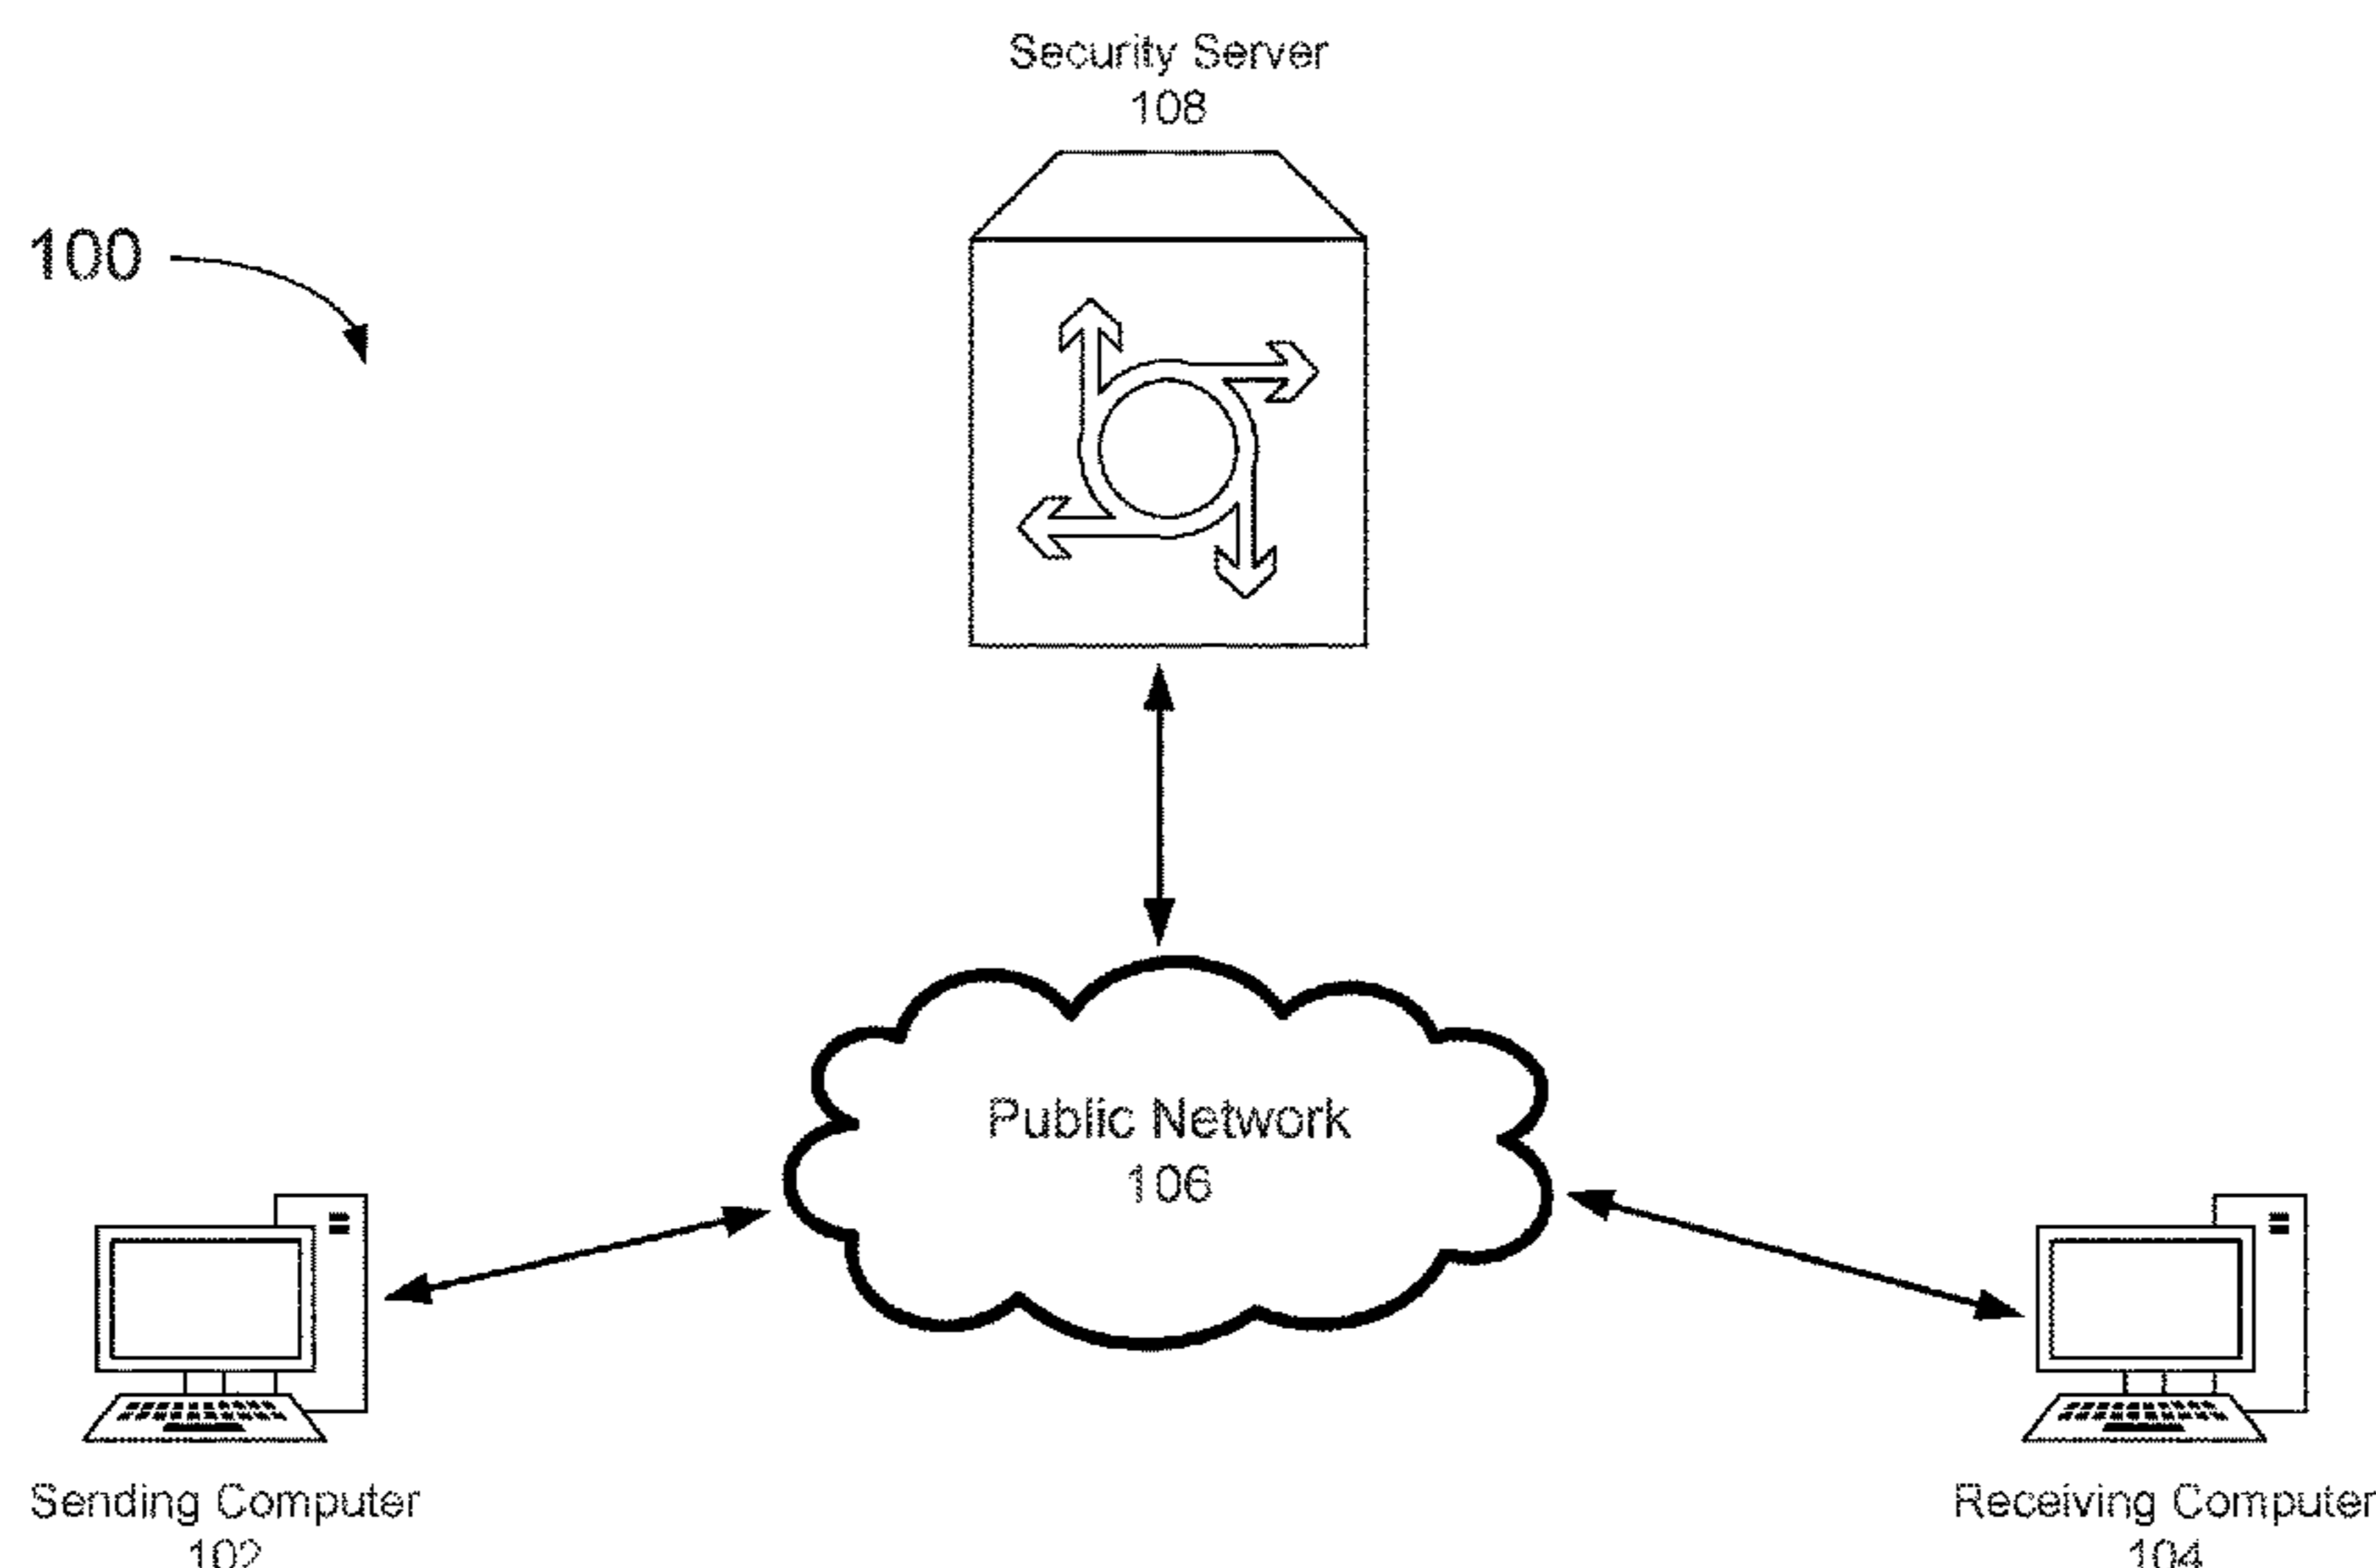 Security Server
108
100
Public Network
106
Sending Computer
102
Receiving Computer
104